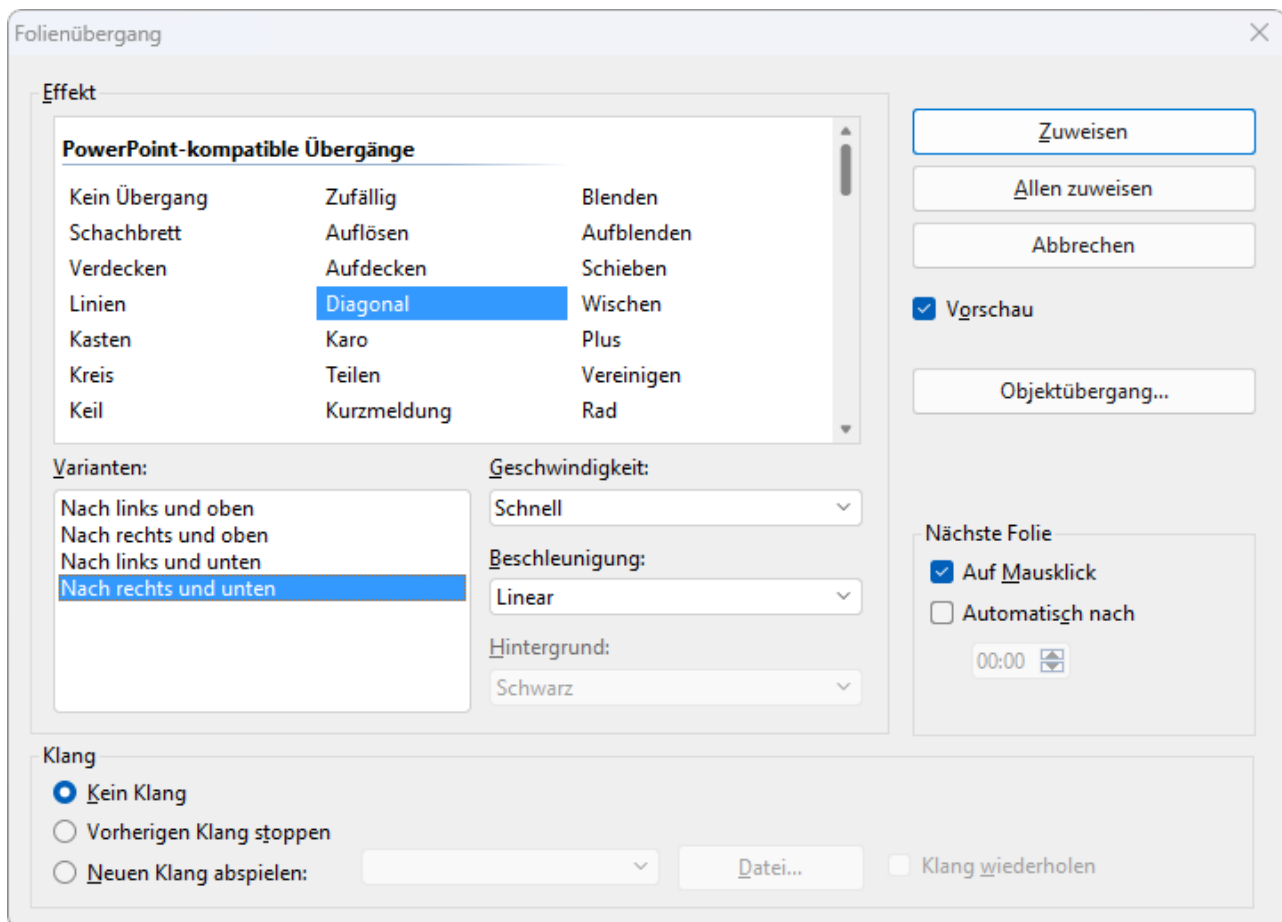 Folienübergang
Effekt
PowerPoint-kompatible Übergänge
Kein Übergang Zufällig Blenden
Schachbrett Auflösen Aufblenden
Verdecken Aufdecken Schieben
Linien Diagonal Wischen
Kasten Karo Plus
Kreis Teilen Vereinigen
Keil Kurzmeldung Rad
Zuweisen
Allen zuweisen
Abbrechen
Vorschau
Objektübergang...
Varianten:
Nach links und oben
Nach rechts und oben
Nach links und unten
Nach rechts und unten
Geschwindigkeit:
Schnell
Beschleunigung:
Linear
Hintergrund:
Schwarz
Nächste Folie
Auf Mausklick
Automatisch nach
00:00
Klang
Kein Klang
Vorherigen Klang stoppen
Neuen Klang abspielen: Datei... Klang wiederholen